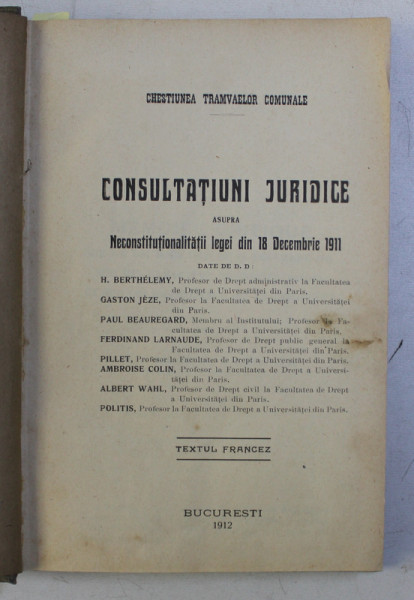 CHESTIUNEA TRAMVAELOR COMUNALE
CONSULTAȚIUNI JURIDICE
ASUPRA
Neconstituționalității legei din 18 Decembrie 1911
DATE DE D. D :
H. BERTHÉLEMY, Profesor de Drept administrativ la Facultatea
de Drept a Universităței din Paris.
GASTON JÈZE, Profesor la Facultatea de Drept a Universităței
din Paris.
PAUL BEAUREGARD, Membru al Institutului; Profesor la Fa-
cultatea de Drept a Universităței din Paris.
FERDINAND LARNAUDE, Profesor de Drept public general la
Facultatea de Drept a Universităței din Paris.
PILLET, Profesor la Facultatea de Drept a Universităței din Paris.
AMBROISE COLIN, Profesor la Facultatea de Drept a Universi-
tăței din Paris.
ALBERT WAHL, Profesor de Drept civil la Facultatea de Drept
a Universităței din Paris.
POLITIS, Profesor la Facultatea de Drept a Universităței din Paris.
TEXTUL FRANCEZ
BUCUREȘTI
1912